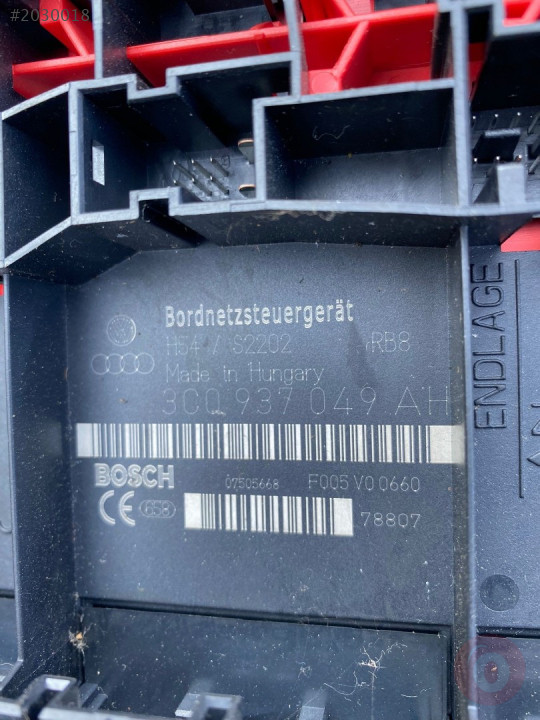 #2030018
Bordnetzsteuergerät
H54 / S2202 RB8
Made in Hungary
3C0 937 049 AH
BOSCH
07505668 F005 V0 0660
CE 658
78807
ENDLAGE